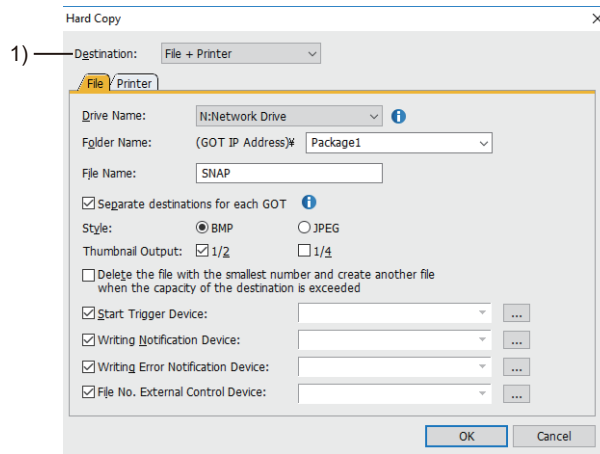 Hard Copy
1)
Destination: File + Printer
File Printer
Drive Name: N:Network Drive
Folder Name: (GOT IP Address)¥ Package1
File Name: SNAP
Separate destinations for each GOT
Style: BMP JPEG
Thumbnail Output: 1/2 1/4
Delete the file with the smallest number and create another file
when the capacity of the destination is exceeded
Start Trigger Device: ...
Writing Notification Device: ...
Writing Error Notification Device: ...
File No. External Control Device: ...
OK Cancel